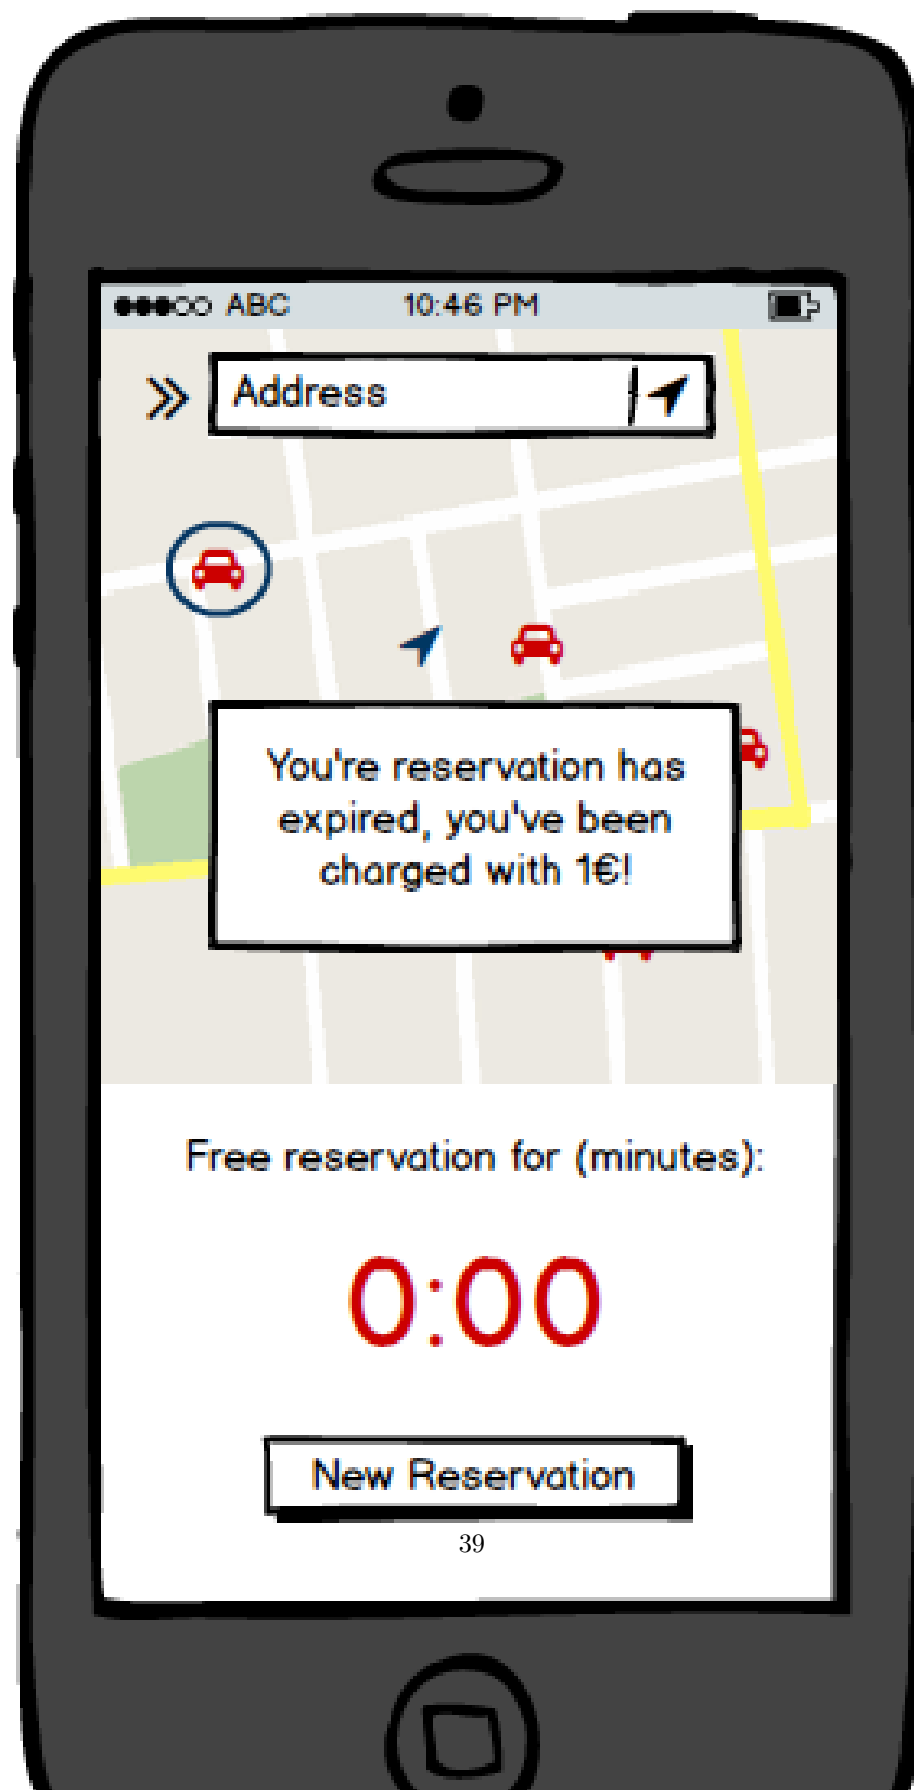 ABC 10:46 PM
Address
You're reservation has
expired, you've been
charged with 1€!
Free reservation for (minutes):
0:00
New Reservation
39